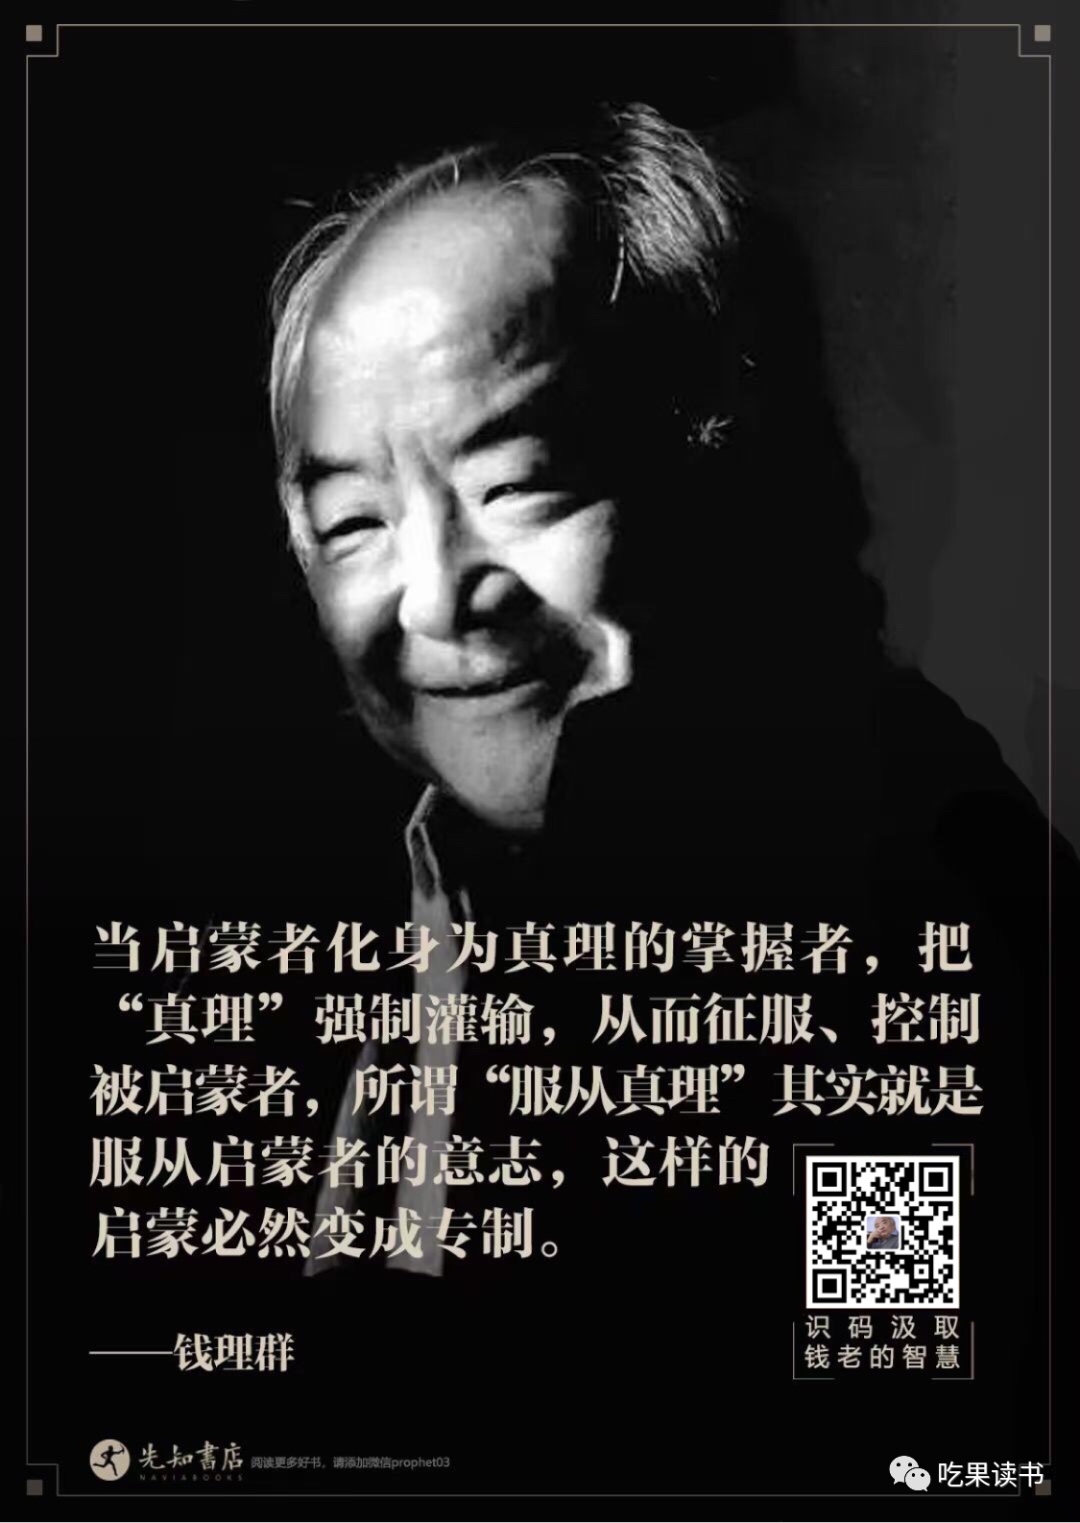 当启蒙者化身为真理的掌握者，把
“真理”强制灌输，从而征服、控制
被启蒙者，所谓“服从真理”其实就是
服从启蒙者的意志，这样的
启蒙必然变成专制。
——钱理群
识码汲取
钱老的智慧
先知書店
NAVIABOOKS
阅读更多好书，请添加微信prophet03
吃果读书